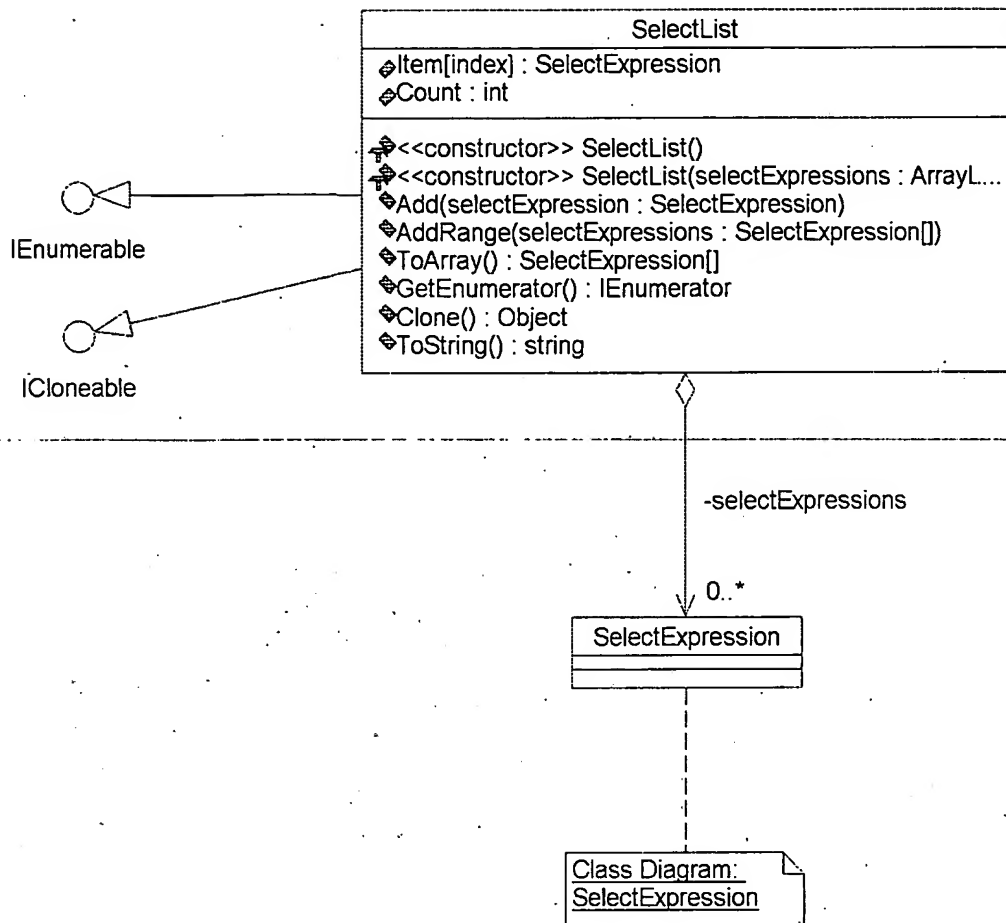 SelectList
Item[index] : SelectExpression
Count : int
<<constructor>> SelectList()
<<constructor>> SelectList(selectExpressions : ArrayL...
Add(selectExpression : SelectExpression)
AddRange(selectExpressions : SelectExpression[])
ToArray() : SelectExpression[]
GetEnumerator() : IEnumerator
Clone() : Object
ToString() : string
IEnumerable
ICloneable
-selectExpressions
0..*
SelectExpression
Class Diagram:
SelectExpression